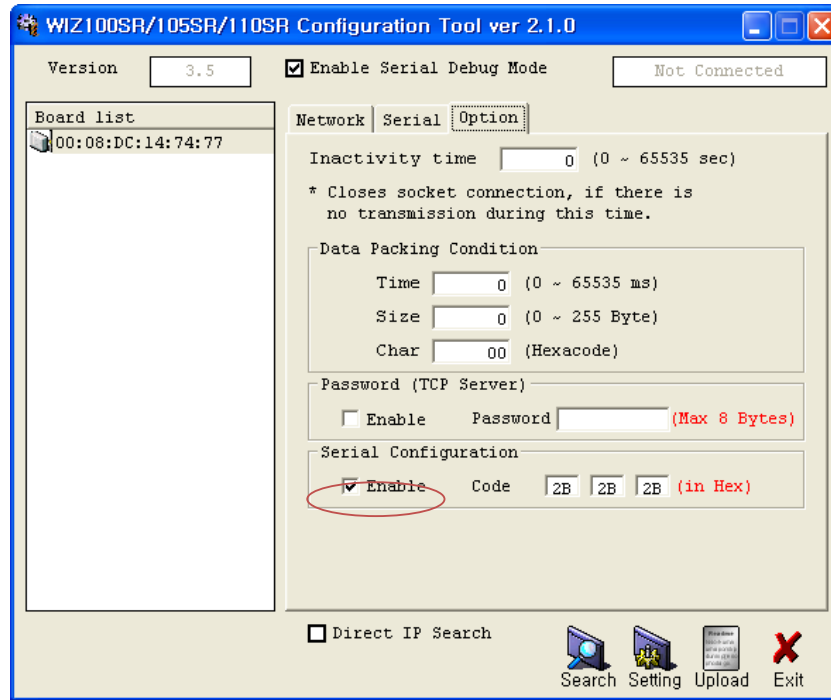 WIZ100SR/105SR/110SR Configuration Tool ver 2.1.0
Version 3.5 Enable Serial Debug Mode Not Connected
Board list
00:08:DC:14:74:77
Network Serial Option
Inactivity time 0 (0 ~ 65535 sec)
* Closes socket connection, if there is
no transmission during this time.
Data Packing Condition
Time 0 (0 ~ 65535 ms)
Size 0 (0 ~ 255 Byte)
Char 00 (Hexacode)
Password (TCP Server)
Enable Password (Max 8 Bytes)
Serial Configuration
Enable Code 2B 2B 2B (in Hex)
Direct IP Search
Search Setting Upload Exit